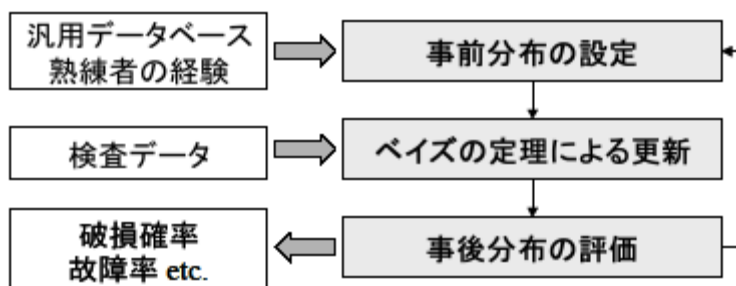 汎用データベース
熟練者の経験
事前分布の設定
検査データ
ベイズの定理による更新
破損確率
故障率 etc.
事後分布の評価